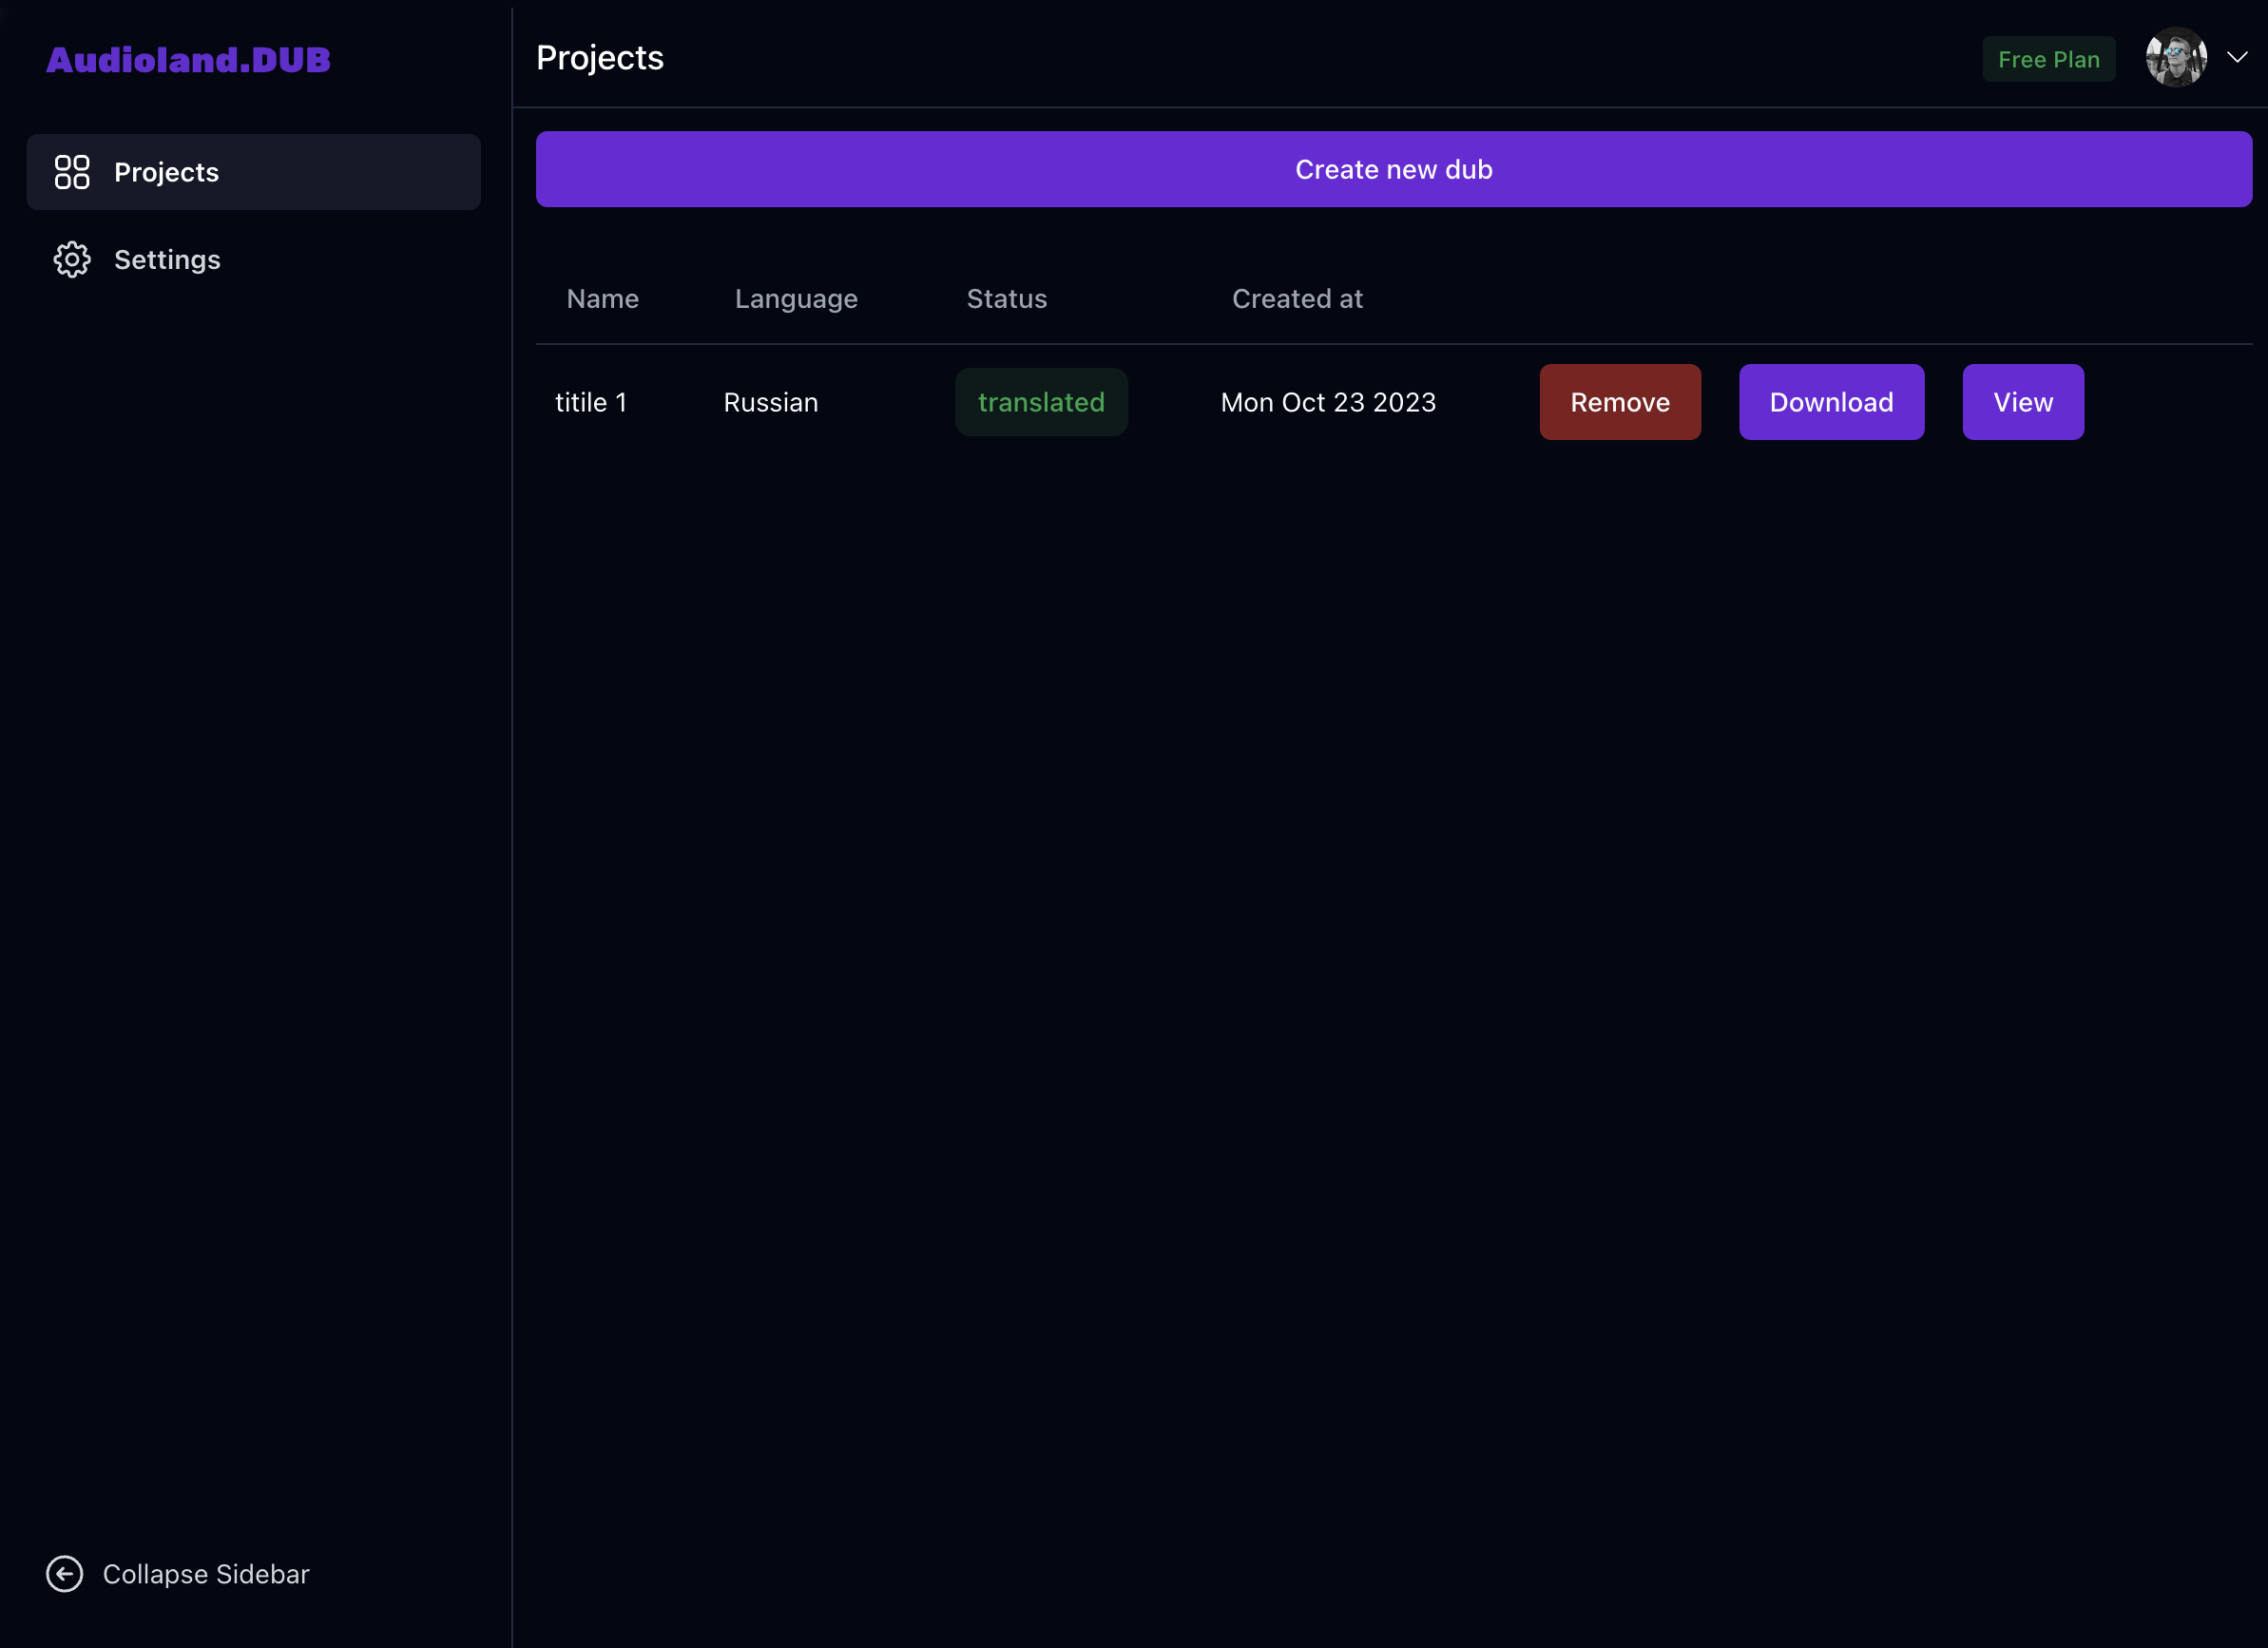 Audioland.DUB
Projects
Settings
Collapse Sidebar
Projects
Free Plan
Create new dub
Name Language Status Created at
titile 1 Russian translated Mon Oct 23 2023 Remove Download View